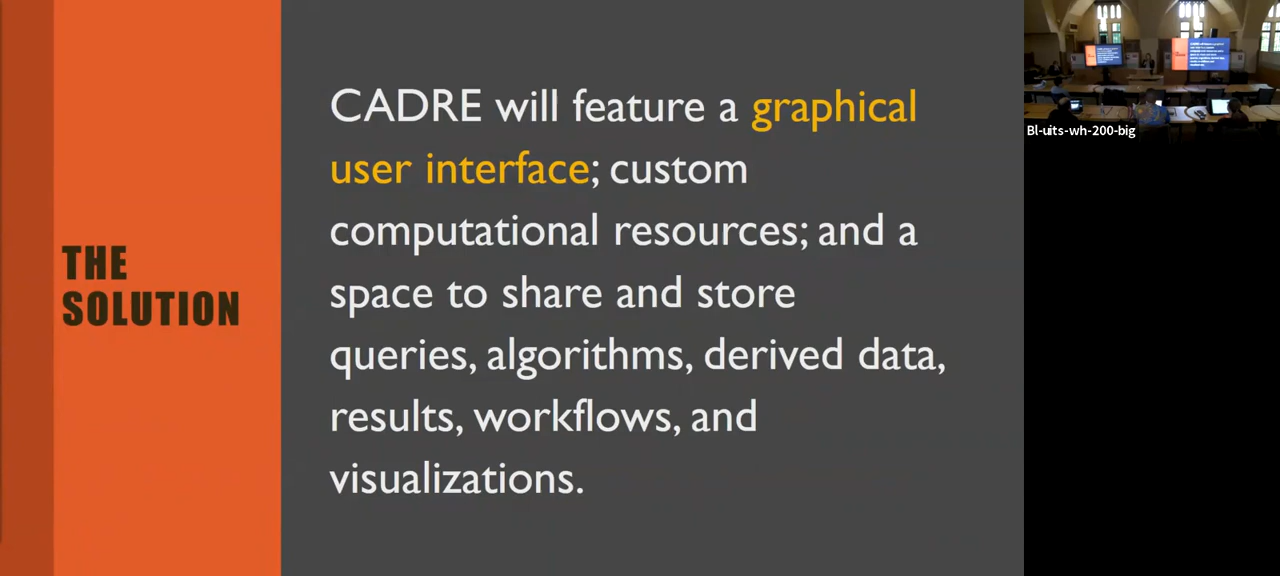 THE
SOLUTION
CADRE will feature a graphical
user interface; custom
computational resources; and a
space to share and store
queries, algorithms, derived data,
results, workflows, and
visualizations.
Bl-uits-wh-200-big